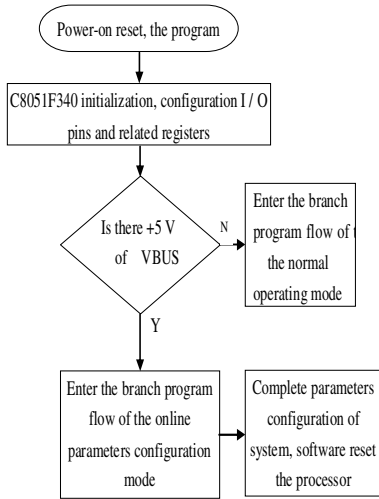 Power-on reset, the program
C8051F340 initialization, configuration I / O
pins and related registers
Is there +5 V
of VBUS
N
Enter the branch
program flow of
the normal
operating mode
Y
Enter the branch program
flow of the online
parameters configuration
mode
Complete parameters
configuration of
system, software reset
the processor